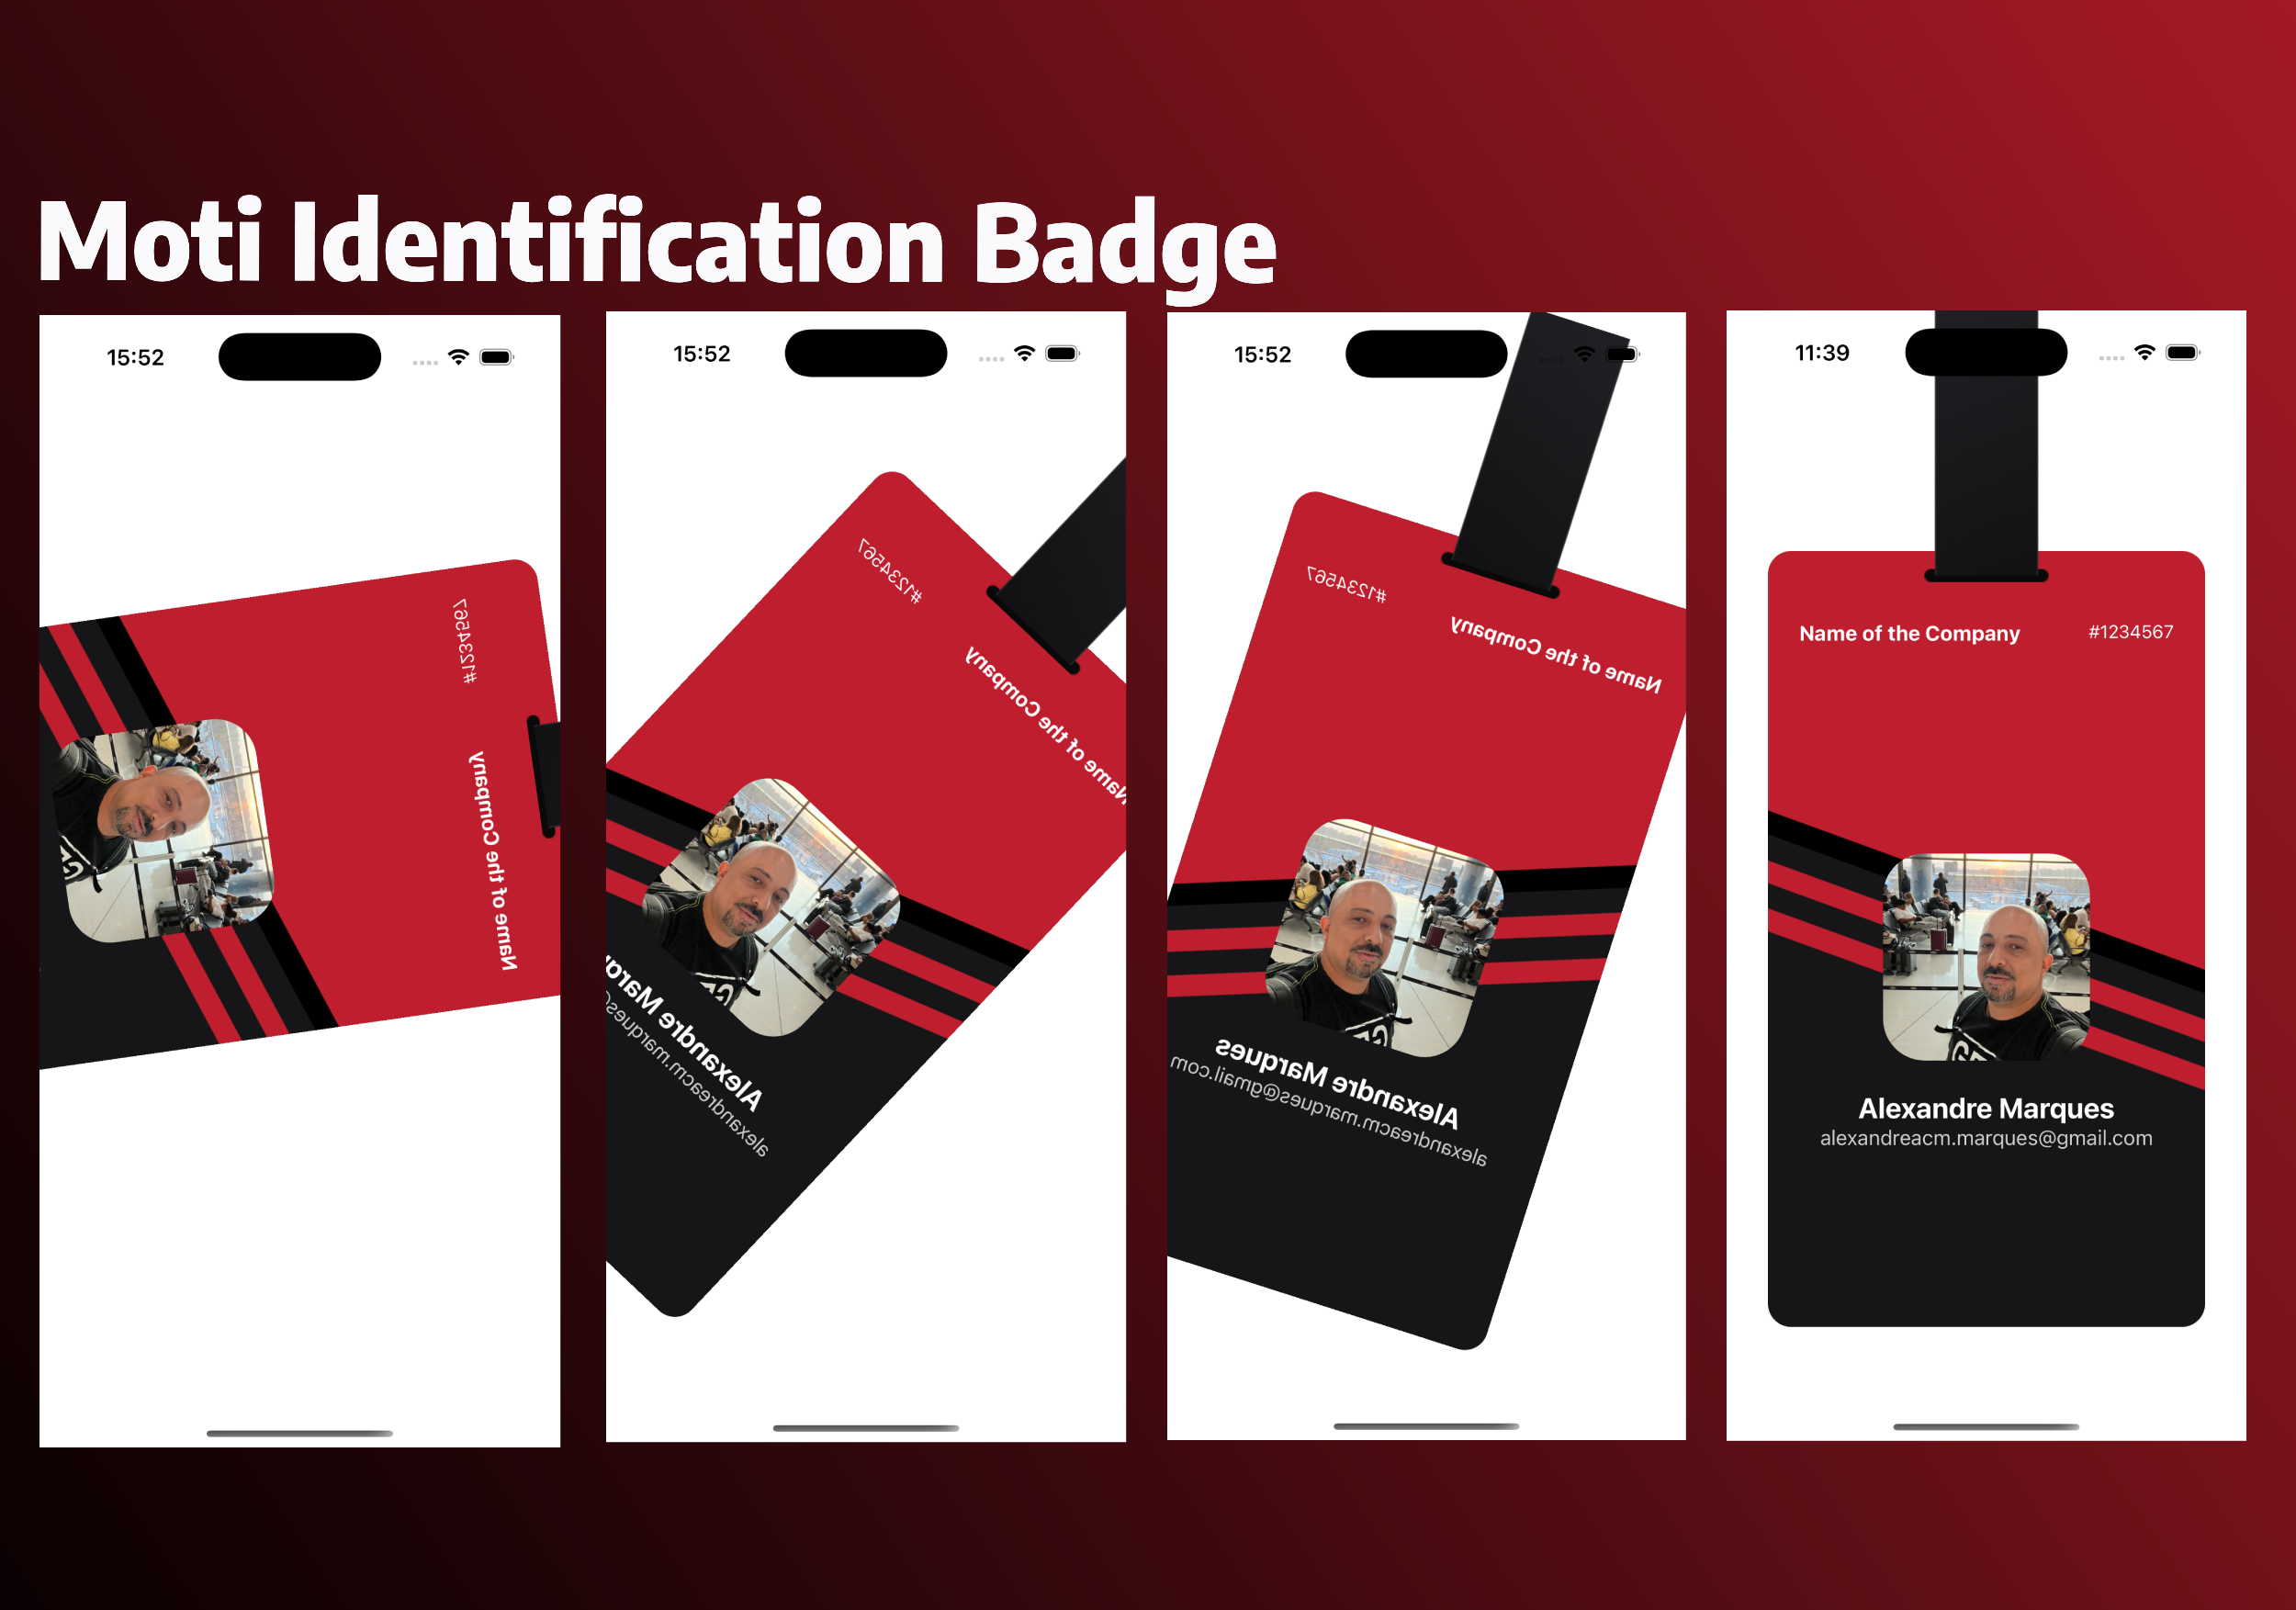 Moti Identification Badge
15:52
#1234567
Name of the Company
15:52
#1234567
Name of the Company
Alexandre Marqu
alexandreacm.marques@
15:52
#1234567
Name of the Company
Alexandre Marques
alexandreacm.marques@gmail.com
11:39
Name of the Company
#1234567
Alexandre Marques
alexandreacm.marques@gmail.com